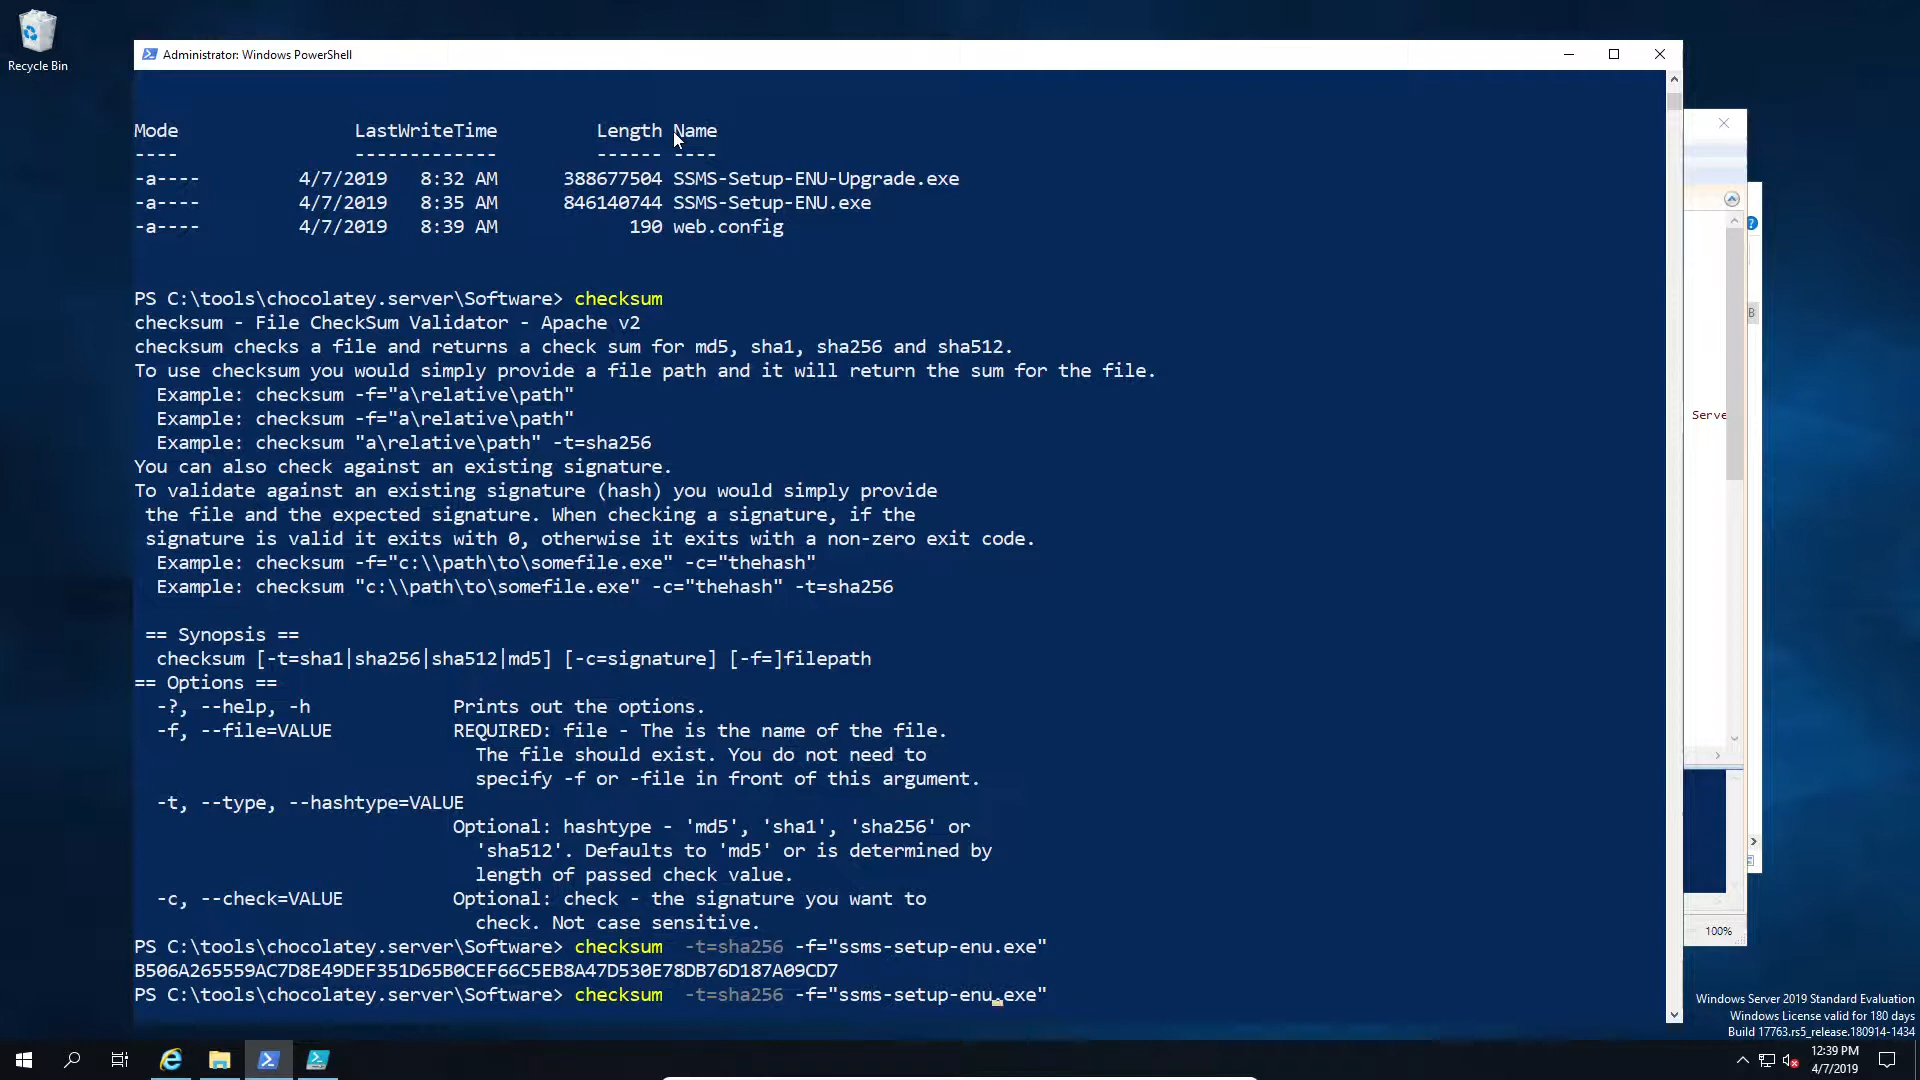 Recycle Bin
Administrator: Windows PowerShell
Mode LastWriteTime Length Name
---- ------------- ------ ----
-a---- 4/7/2019 8:32 AM 388677504 SSMS-Setup-ENU-Upgrade.exe
-a---- 4/7/2019 8:35 AM 846140744 SSMS-Setup-ENU.exe
-a---- 4/7/2019 8:39 AM 190 web.config
PS C:\tools\chocolatey.server\Software> checksum
checksum - File CheckSum Validator - Apache v2
checksum checks a file and returns a check sum for md5, sha1, sha256 and sha512.
To use checksum you would simply provide a file path and it will return the sum for the file.
Example: checksum -f="a\relative\path"
Example: checksum -f="a\relative\path"
Example: checksum "a\relative\path" -t=sha256
You can also check against an existing signature.
To validate against an existing signature (hash) you would simply provide
the file and the expected signature. When checking a signature, if the
signature is valid it exits with 0, otherwise it exits with a non-zero exit code.
Example: checksum -f="c:\\path\to\somefile.exe" -c="thehash"
Example: checksum "c:\\path\to\somefile.exe" -c="thehash" -t=sha256
== Synopsis ==
checksum [-t=sha1|sha256|sha512|md5] [-c=signature] [-f=]filepath
== Options ==
-?, --help, -h Prints out the options.
-f, --file=VALUE REQUIRED: file - The is the name of the file.
The file should exist. You do not need to
specify -f or -file in front of this argument.
-t, --type, --hashtype=VALUE
Optional: hashtype - 'md5', 'sha1', 'sha256' or
'sha512'. Defaults to 'md5' or is determined by
length of passed check value.
-c, --check=VALUE Optional: check - the signature you want to
check. Not case sensitive.
PS C:\tools\chocolatey.server\Software> checksum -t=sha256 -f="ssms-setup-enu.exe"
B506A265559AC7D8E49DEF351D65B0CEF66C5EB8A47D530E78DB76D187A09CD7
PS C:\tools\chocolatey.server\Software> checksum -t=sha256 -f="ssms-setup-enu.exe"
B
Serve
100%
Windows Server 2019 Standard Evaluation
Windows License valid for 180 days
Build 17763.rs5_release.180914-1434
12:39 PM
4/7/2019